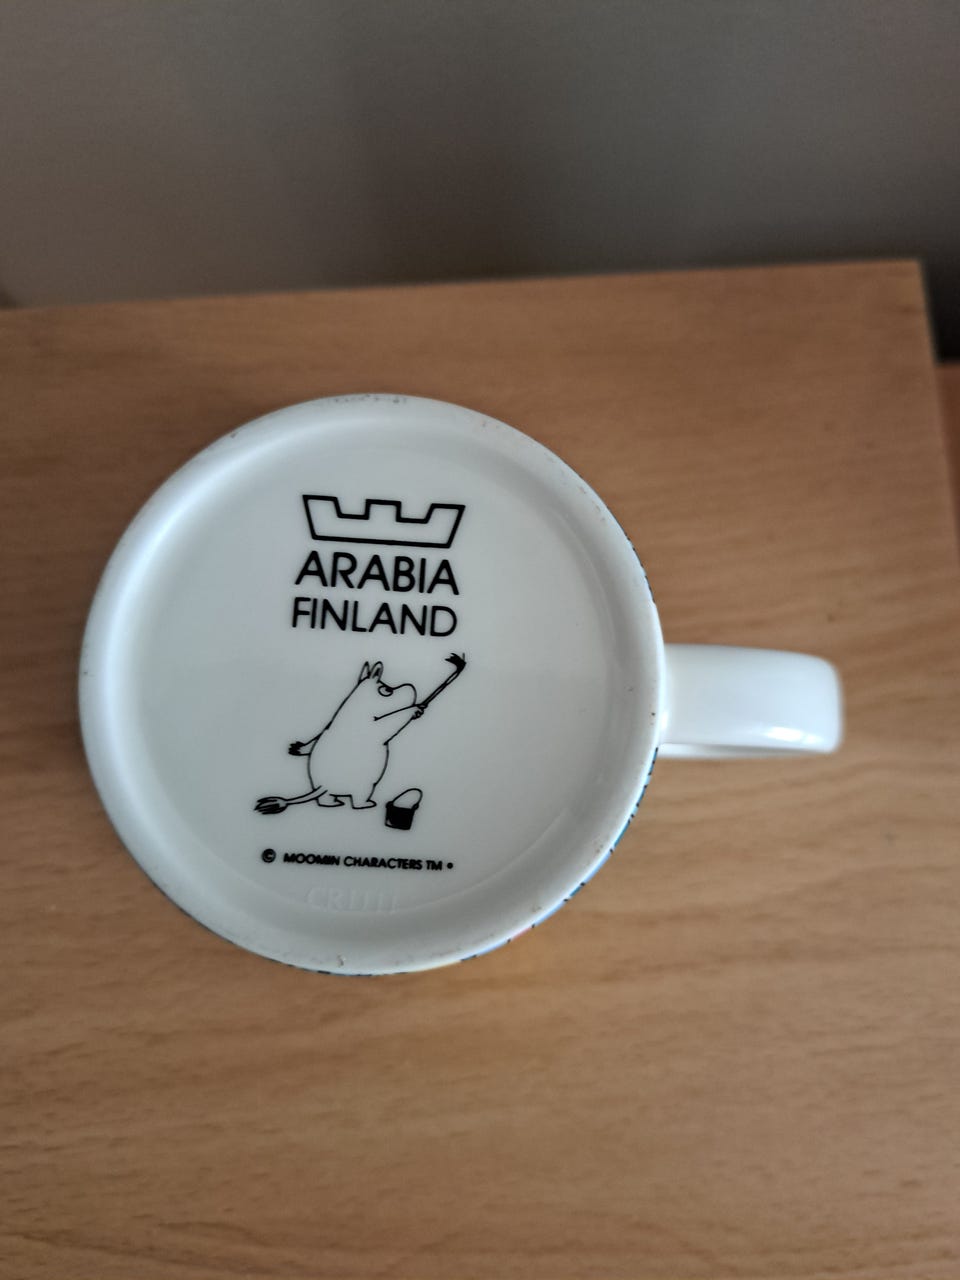 ARABIA
FINLAND
© MOOMIN CHARACTERS TM •